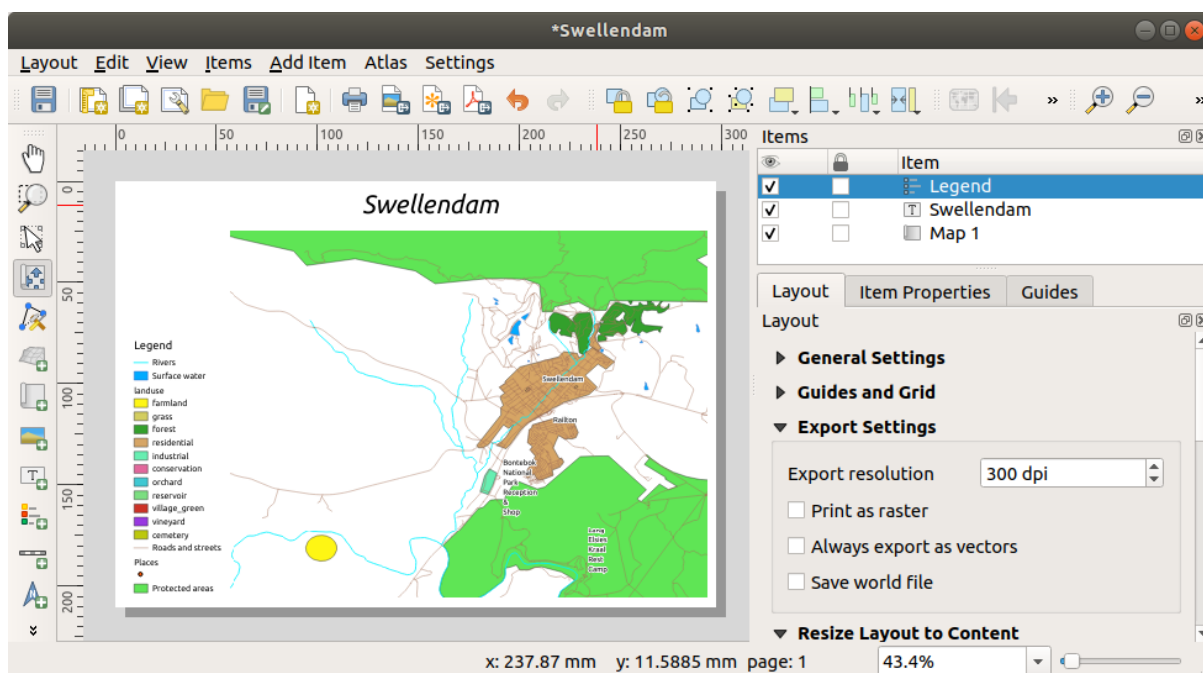 *Swellendam
Layout Edit View Items Add Item Atlas Settings
0 50 100 150 200 250 300
0
50
100
150
200
Swellendam
Legend
Rivers
Surface water
landuse
farmland
grass
forest
residential
industrial
conservation
orchard
reservoir
village_green
vineyard
cemetery
Roads and streets
Places
Protected areas
Swellendam
Railton
Bontebok
National
Park
Reception
&
Shop
Lang
Elsies
Kraal
Rest
Camp
Items
Item
Legend
Swellendam
Map 1
Layout Item Properties Guides
Layout
General Settings
Guides and Grid
Export Settings
Export resolution 300 dpi
Print as raster
Always export as vectors
Save world file
Resize Layout to Content
x: 237.87 mm y: 11.5885 mm page: 1 43.4%